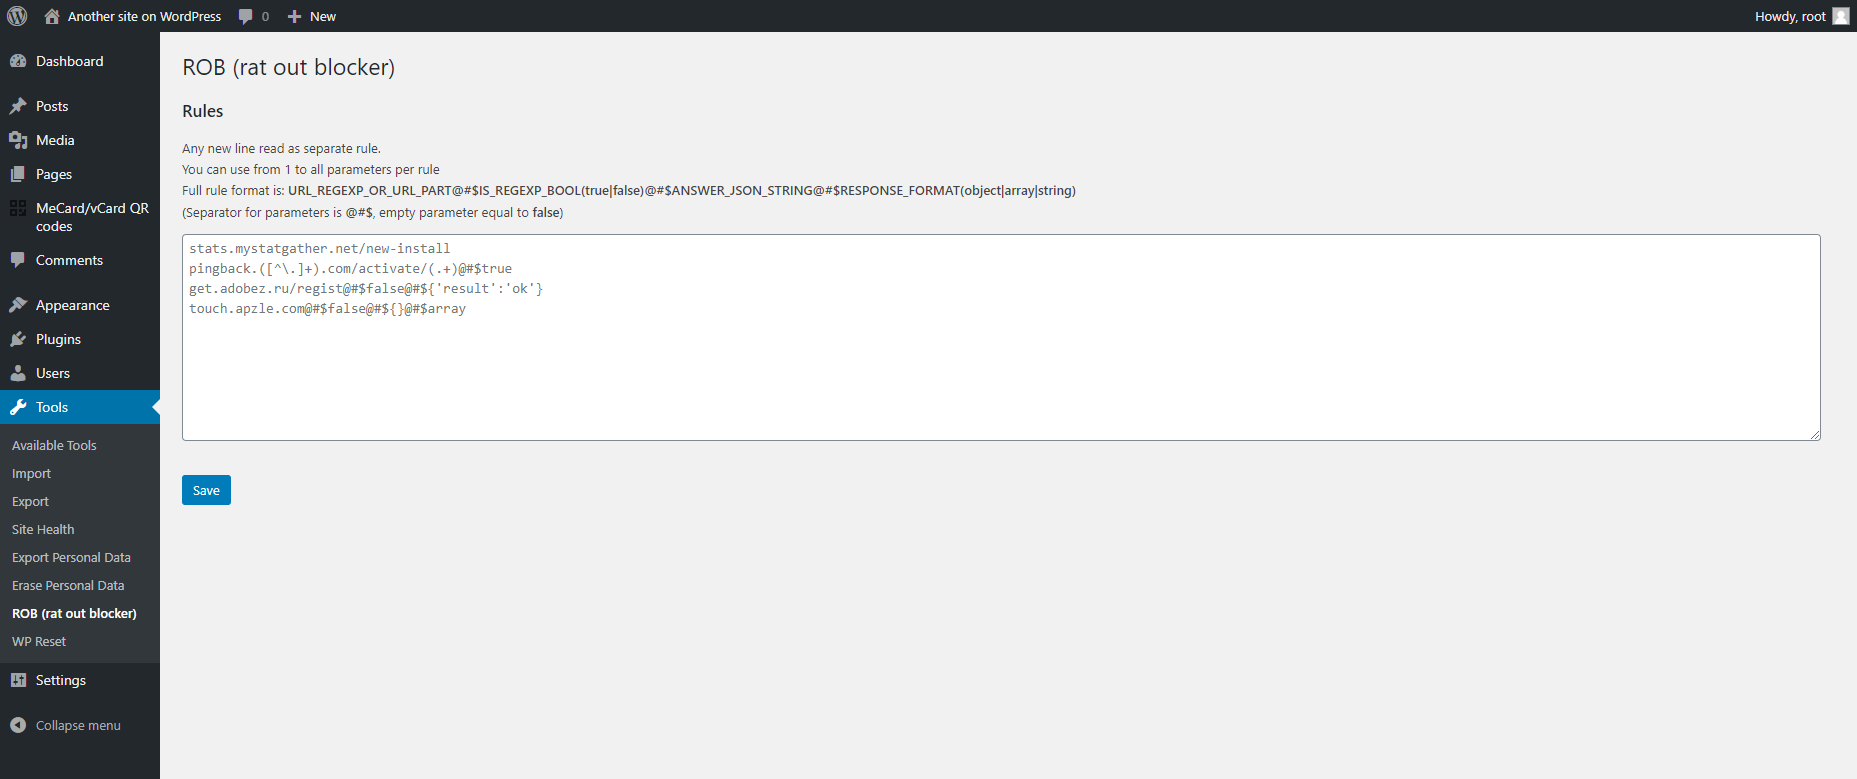 Another site on WordPress
0
New
Howdy, root
Dashboard
Posts
Media
Pages
MeCard/vCard QR
codes
Comments
Appearance
Plugins
Users
Tools
Available Tools
Import
Export
Site Health
Export Personal Data
Erase Personal Data
ROB (rat out blocker)
WP Reset
Settings
Collapse menu
ROB (rat out blocker)
Rules
Any new line read as separate rule.
You can use from 1 to all parameters per rule
Full rule format is: URL_REGEXP_OR_URL_PART@#$IS_REGEXP_BOOL(true|false)@#$ANSWER_JSON_STRING@#$RESPONSE_FORMAT(object|array|string)
(Separator for parameters is @#$, empty parameter equal to false)
stats.mystatgather.net/new-install
pingback.([^\.]+).com/activate/(.+)@#$true
get.adobez.ru/regist@#$false@#${'result':'ok'}
touch.apzle.com@#$false@#${}@#$array
Save